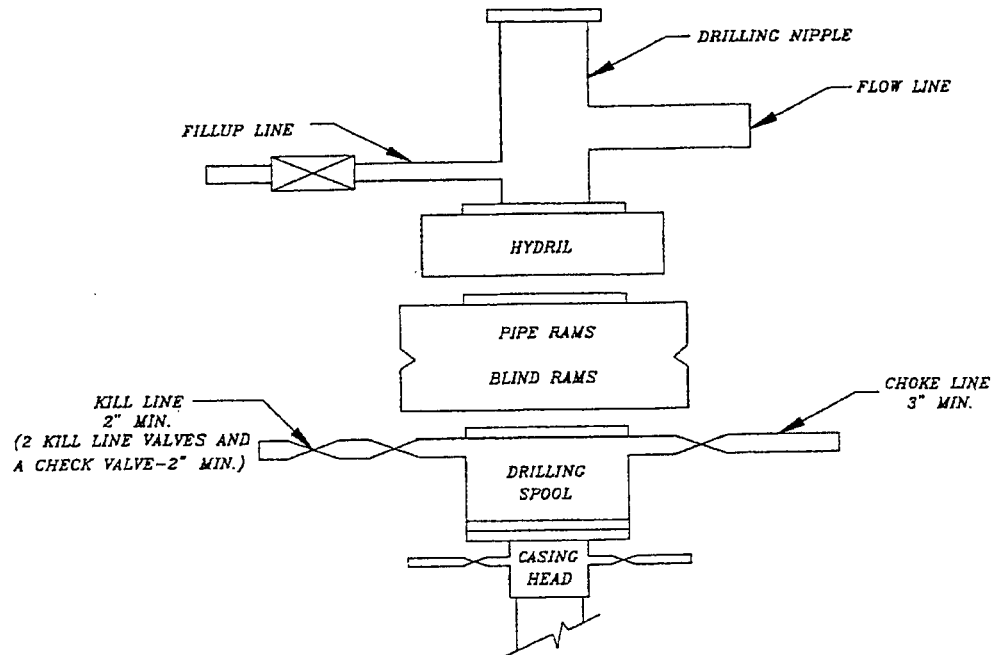 DRILLING NIPPLE
FLOW LINE
FILLUP LINE
HYDRIL
PIPE RAMS
BLIND RAMS
KILL LINE
2" MIN.
(2 KILL LINE VALVES AND
A CHECK VALVE-2" MIN.)
CHOKE LINE
3" MIN.
DRILLING
SPOOL
CASING
HEAD